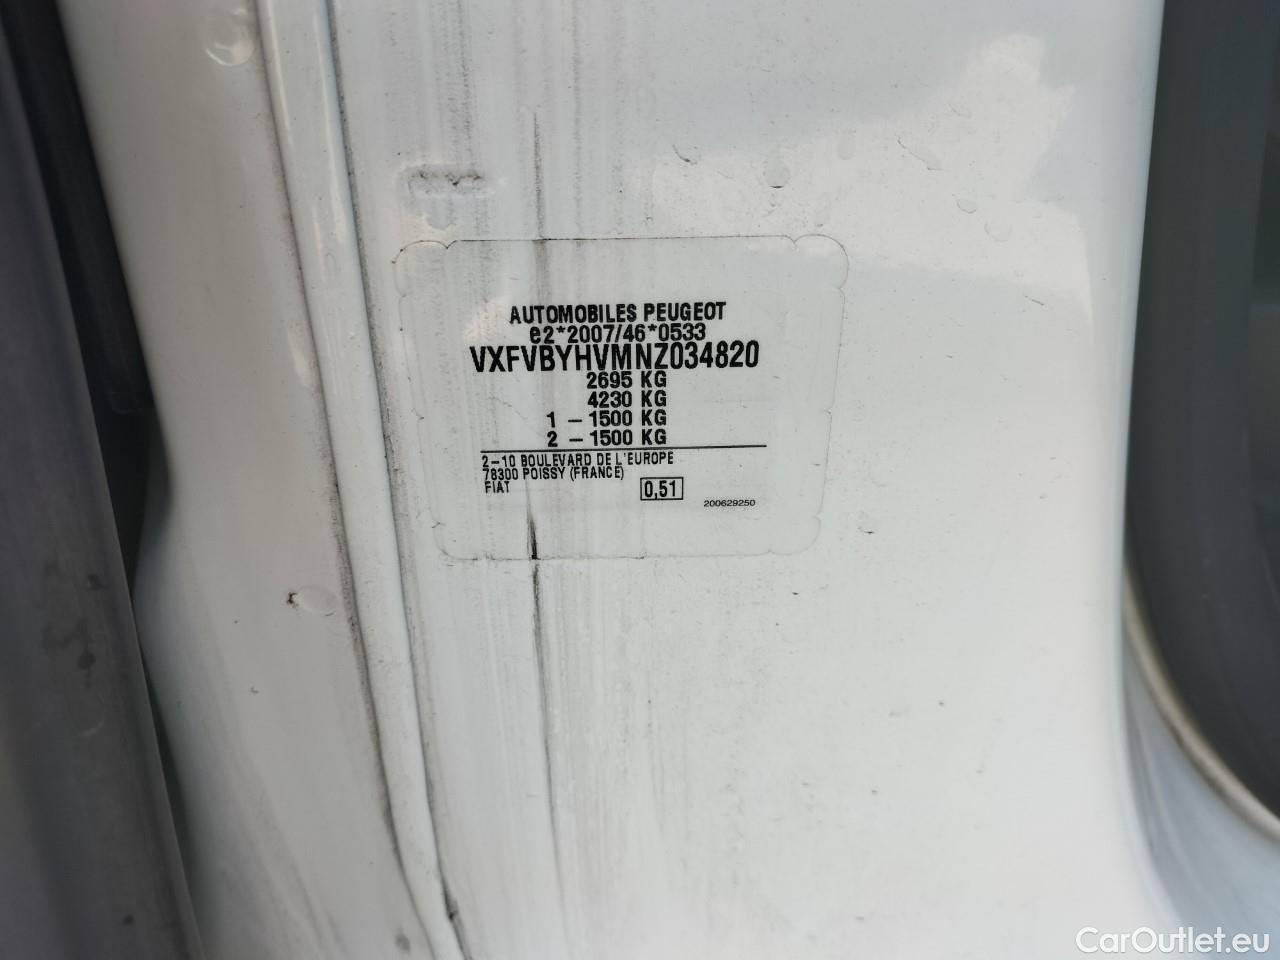 AUTOMOBILES PEUGEOT
e2*2007/46*0533
VXFVBYHVMNZ034820
2695 KG
4230 KG
1 - 1500 KG
2 - 1500 KG
2-10 BOULEVARD DE L'EUROPE
78300 POISSY (FRANCE)
FIAT
0,51
200629250
CarOutlet.eu